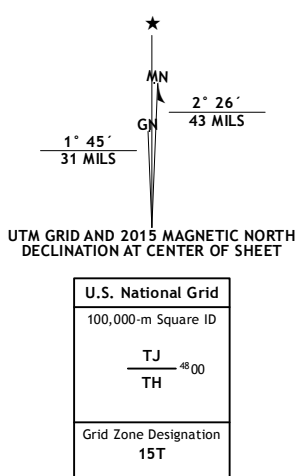 ★
MN
GN
2° 26´
43 MILS
1° 45´
31 MILS
UTM GRID AND 2015 MAGNETIC NORTH
DECLINATION AT CENTER OF SHEET
U.S. National Grid
100,000-m Square ID
TJ
4800
TH
Grid Zone Designation
15T